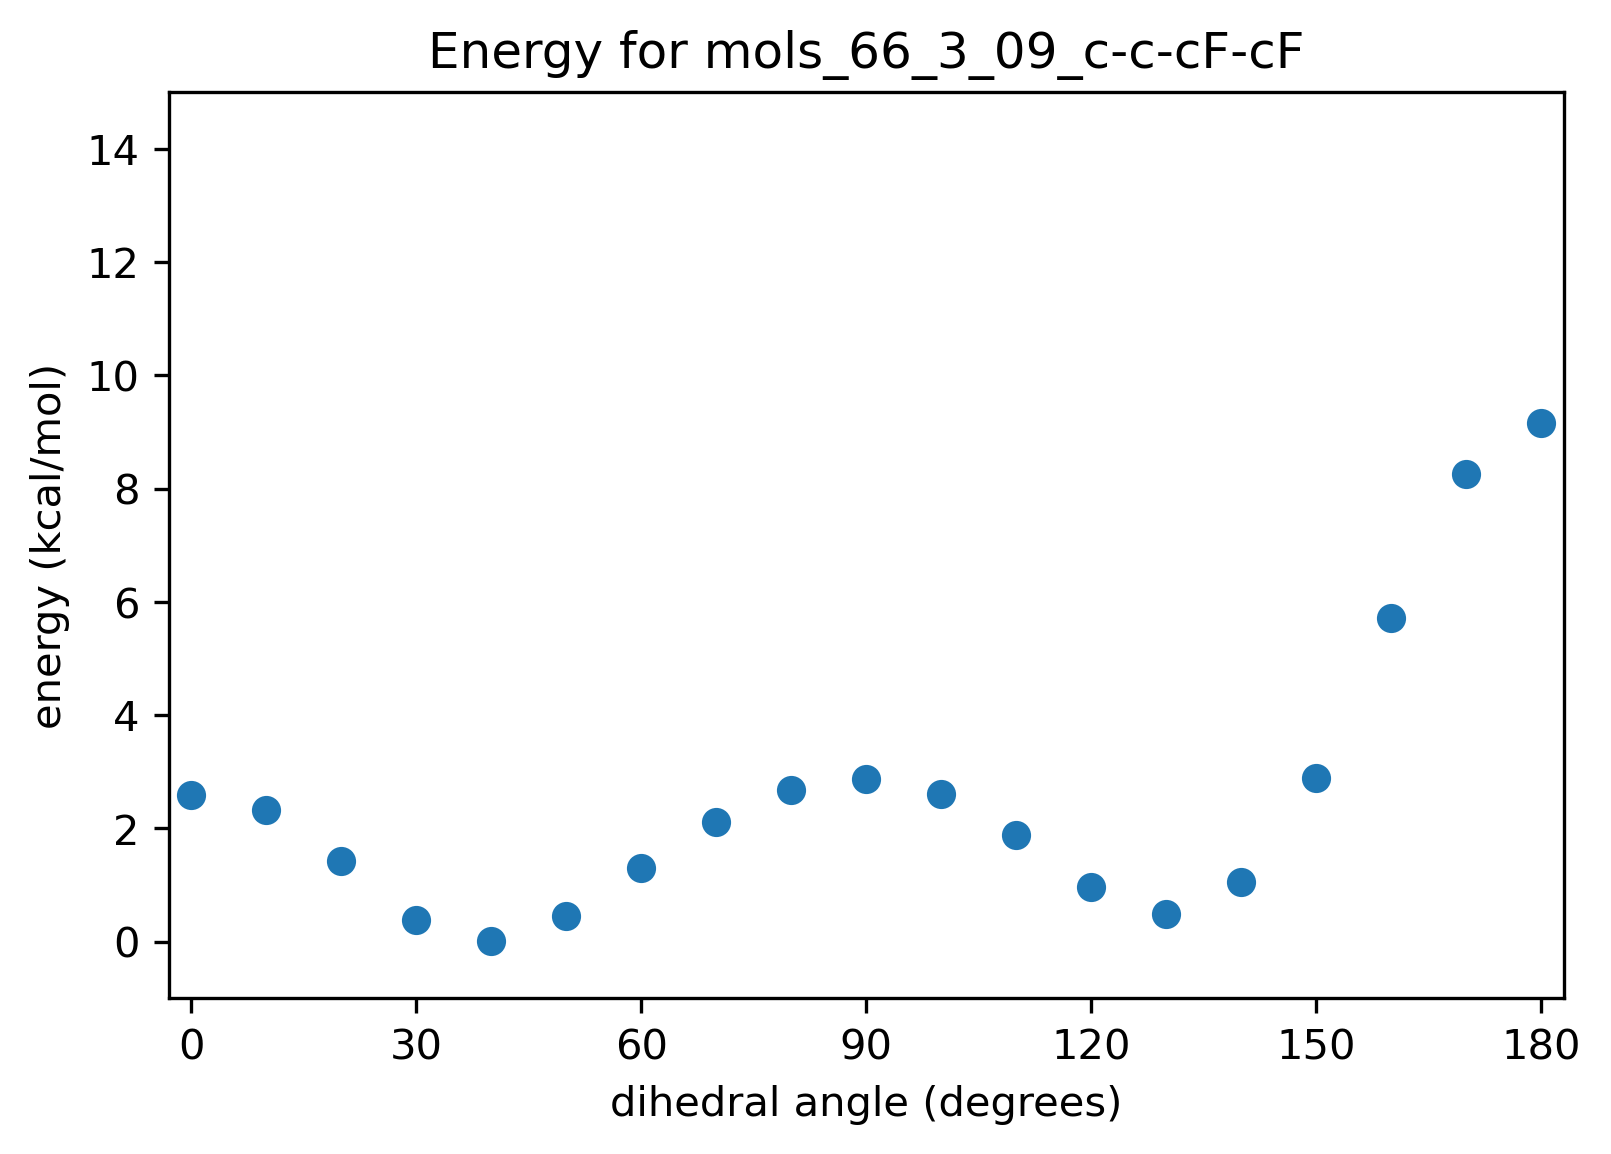 Energy for mols_66_3_09_c-c-cF-cF
14
12
10
8
6
4
2
0
energy (kcal/mol)
0 30 60 90 120 150 180
dihedral angle (degrees)